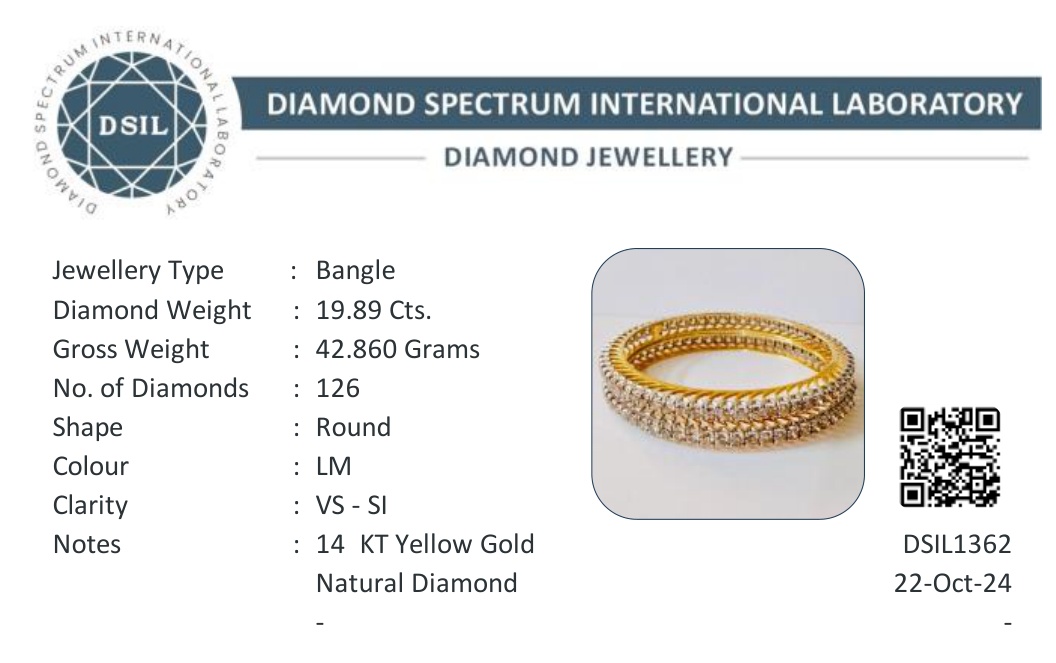 DIAMOND SPECTRUM INTERNATIONAL LABORATORY
DSIL
DIAMOND SPECTRUM INTERNATIONAL LABORATORY
DIAMOND JEWELLERY
Jewellery Type : Bangle
Diamond Weight : 19.89 Cts.
Gross Weight : 42.860 Grams
No. of Diamonds : 126
Shape : Round
Colour : LM
Clarity : VS - SI
Notes : 14 KT Yellow Gold DSIL1362
Natural Diamond 22-Oct-24
- -